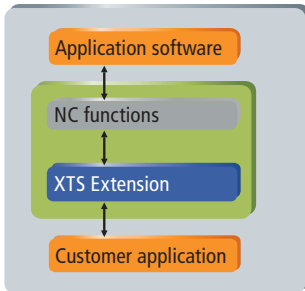 Application software
NC functions
XTS Extension
Customer application